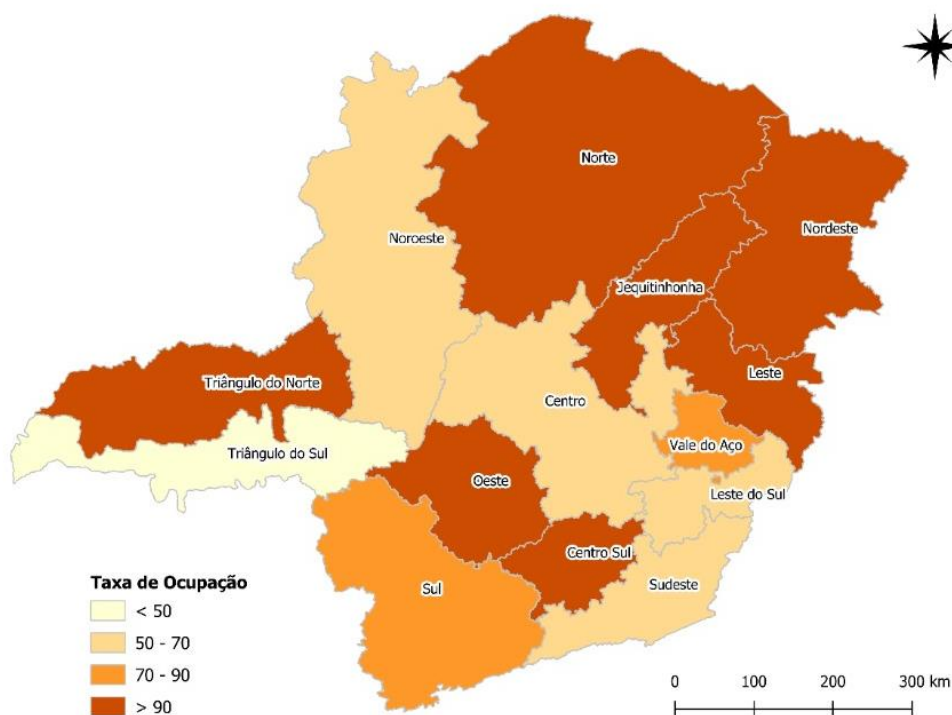 Norte
Nordeste
Noroeste
Jequitinhonha
Leste
Triângulo do Norte
Centro
Vale do Aço
Triângulo do Sul
Oeste
Leste do Sul
Centro Sul
Sudeste
Sul
Taxa de Ocupação
< 50
50 - 70
70 - 90
> 90
0 100 200 300 km